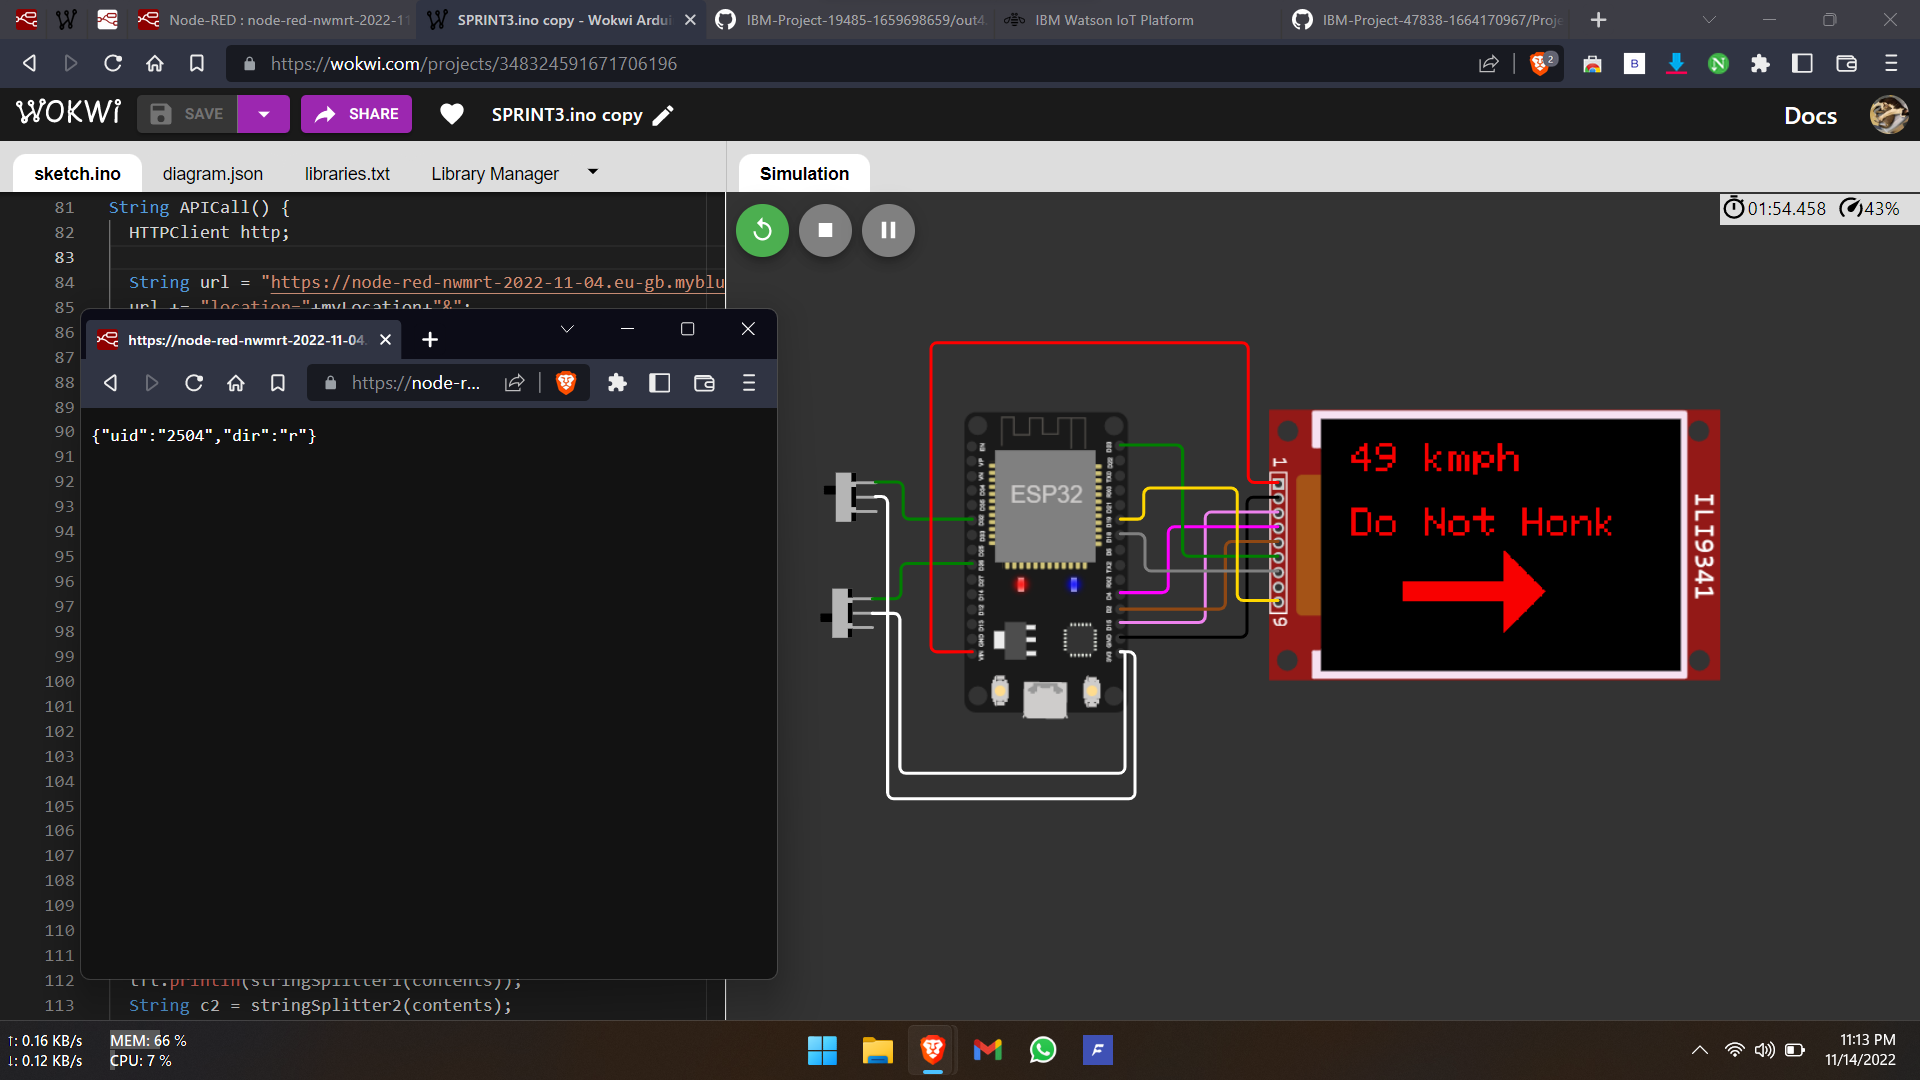 Node-RED : node-red-nwmrt-2022-11
SPRINT3.ino copy - Wokwi Ardui
IBM-Project-19485-1659698659/out4
IBM Watson IoT Platform
IBM-Project-47838-1664170967/Proje
https://wokwi.com/projects/348324591671706196
2
B
N
WOKWi
SAVE
SHARE
SPRINT3.ino copy
Docs
sketch.ino
diagram.json
libraries.txt
Library Manager
Simulation
01:54.458
43%
81 String APICall() {
82 HTTPClient http;
83
84 String url = "https://node-red-nwmrt-2022-11-04.eu-gb.myblu
85 url += "location="+myLocation+"&";
86
87
88
89
90
91
92
93
94
95
96
97
98
99
100
101
102
103
104
105
106
107
108
109
110
111
112 tft.println(stringSplitter1(contents));
113 String c2 = stringSplitter2(contents);
https://node-red-nwmrt-2022-11-04.
https://node-r...
{"uid":"2504","dir":"r"}
ESP32
1
9
49 kmph
Do Not Honk
ILI9341
↑: 0.16 KB/s
↓: 0.12 KB/s
MEM: 66 %
CPU: 7 %
11:13 PM
11/14/2022